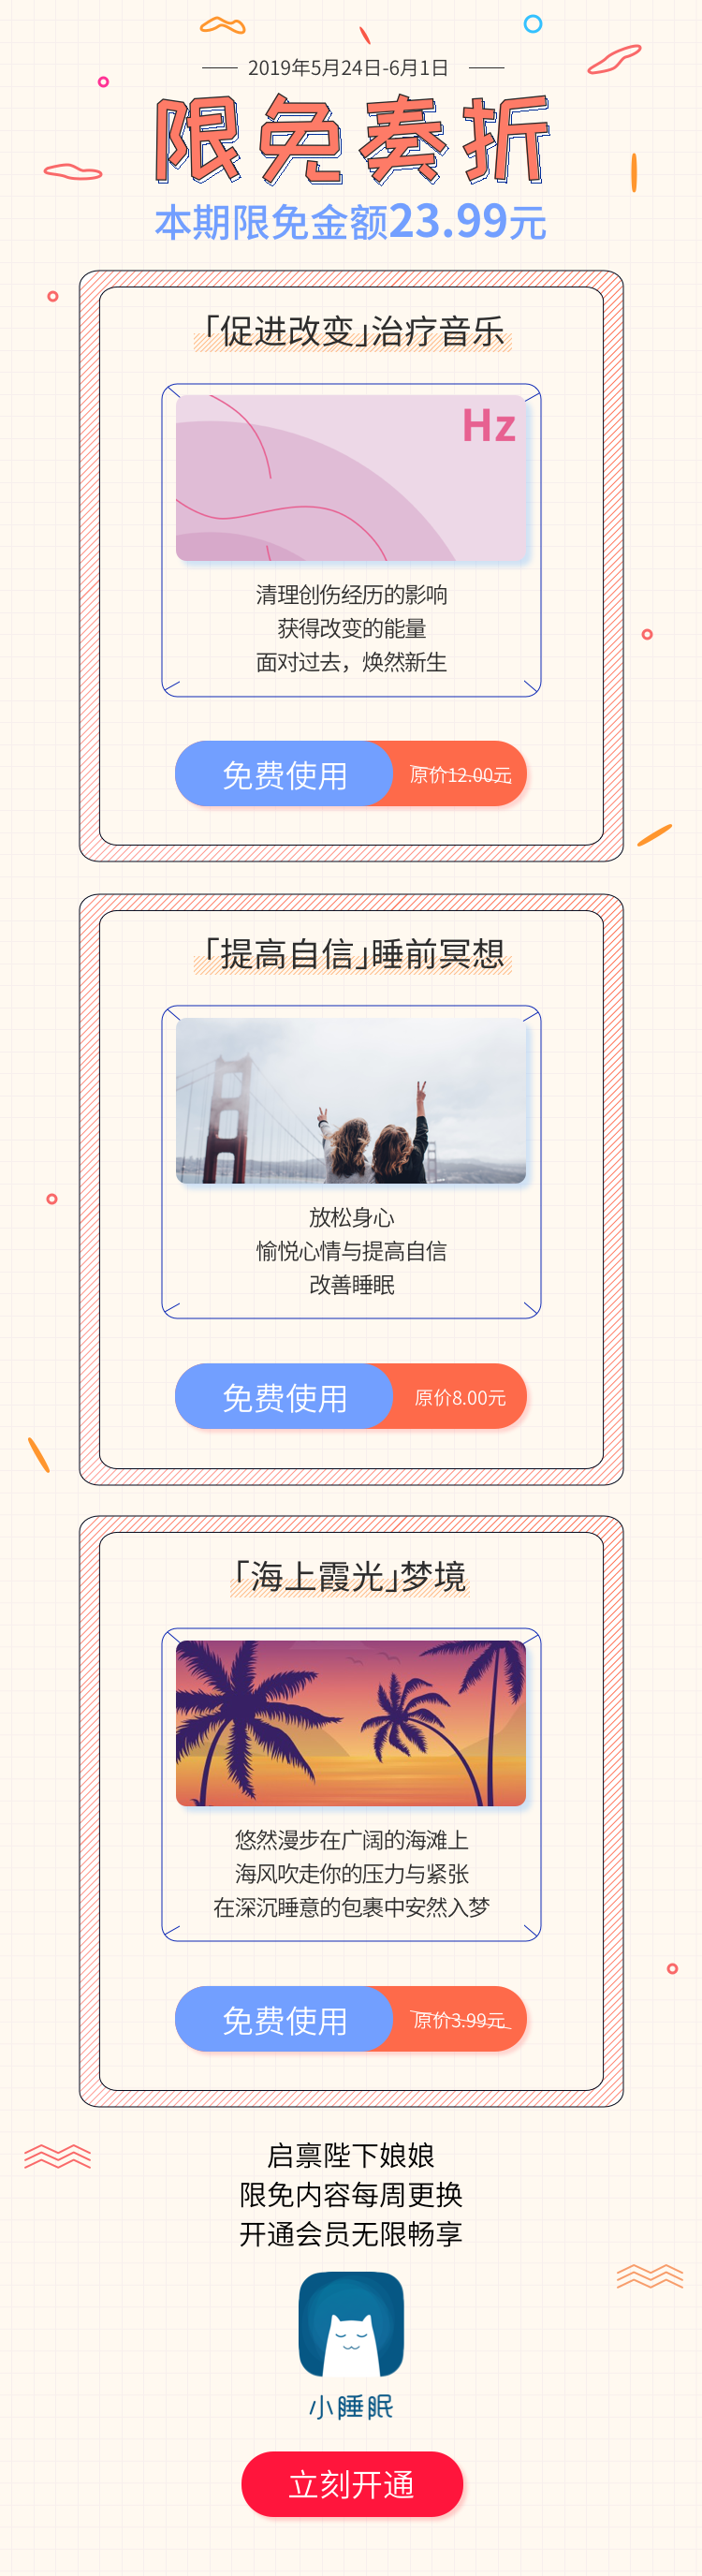 2019年5月24日-6月1日
限免奏折
本期限免金额23.99元
「促进改变」治疗音乐
Hz
清理创伤经历的影响
获得改变的能量
面对过去，焕然新生
免费使用 原价12.00元
「提高自信」睡前冥想
放松身心
愉悦心情与提高自信
改善睡眠
免费使用 原价8.00元
「海上霞光」梦境
悠然漫步在广阔的海滩上
海风吹走你的压力与紧张
在深沉睡意的包裹中安然入梦
免费使用 原价3.99元
启禀陛下娘娘
限免内容每周更换
开通会员无限畅享
小睡眠
立刻开通